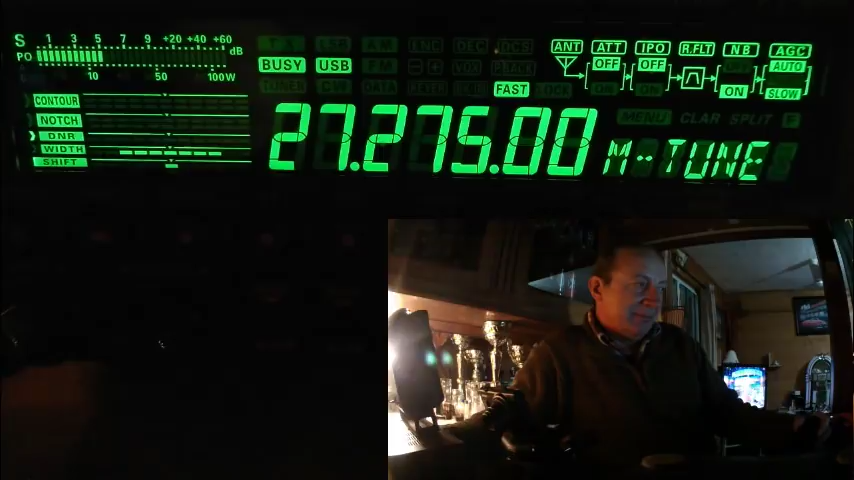 S 1 3 5 7 9 +20 +40 +60 dB
PO 10 50 100W
BUSY USB
FAST
ANT ATT IPO R.FLT NB AGC
OFF OFF AUTO
ON SLOW
CONTOUR
NOTCH
DNR
WIDTH
SHIFT
MENU CLAR SPLIT F
27.275.00 M--TUNE